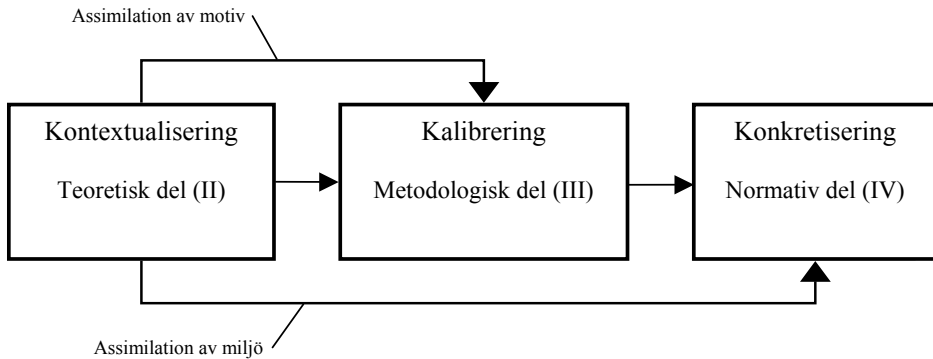 Assimilation av motiv
Kontextualisering
Teoretisk del (II)
Kalibrering
Metodologisk del (III)
Konkretisering
Normativ del (IV)
Assimilation av miljö